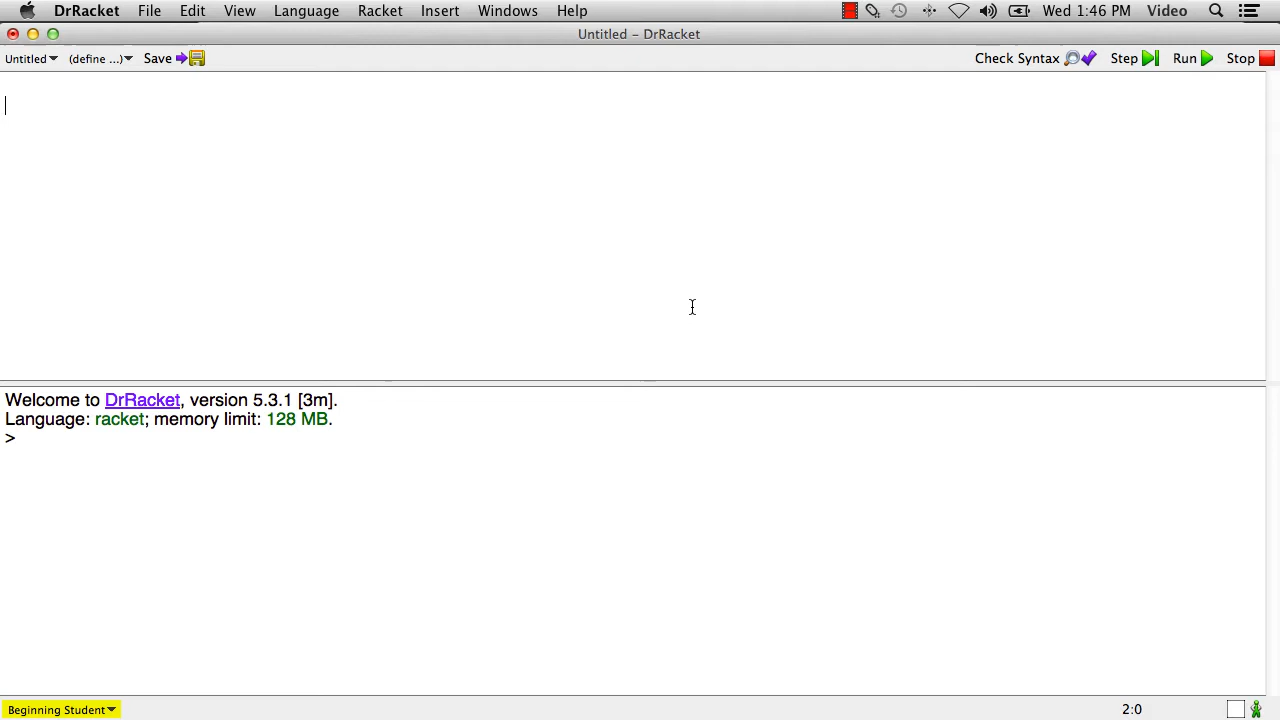 DrRacket File Edit View Language Racket Insert Windows Help Wed 1:46 PM Video
Untitled – DrRacket
Untitled (define ...) Save Check Syntax Step Run Stop
Welcome to DrRacket, version 5.3.1 [3m].
Language: racket; memory limit: 128 MB.
>
Beginning Student 2:0